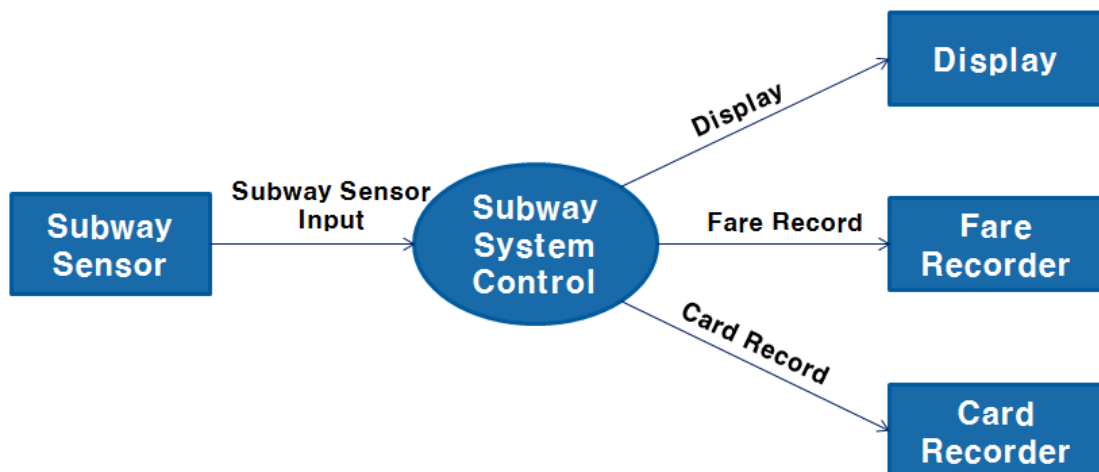 Subway
Sensor
Subway Sensor
Input
Subway
System
Control
Display
Fare Record
Card Record
Display
Fare
Recorder
Card
Recorder